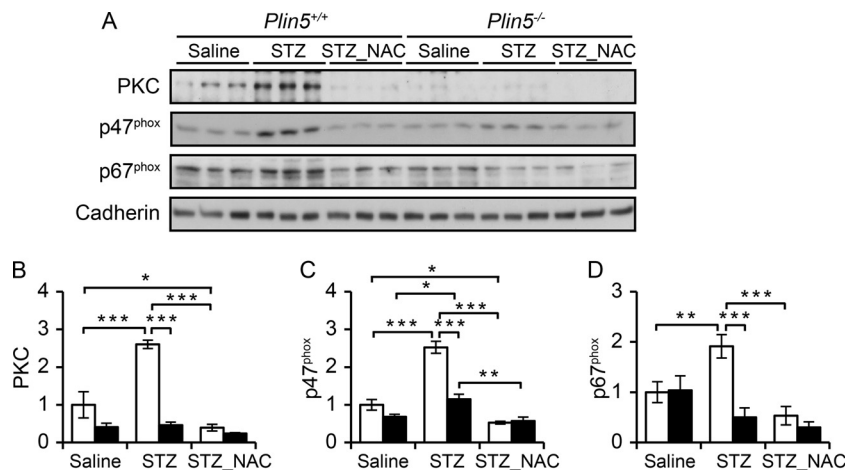 A
Plin5+/+ Plin5-/-
Saline STZ STZ_NAC Saline STZ STZ_NAC
PKC
p47phox
p67phox
Cadherin
B
PKC
4
3
2
1
0
*
***
***
***
Saline STZ STZ_NAC
C
p47phox
4
3
2
1
0
*
*
***
***
***
**
Saline STZ STZ_NAC
D
p67phox
3
2
1
0
**
***
***
Saline STZ STZ_NAC